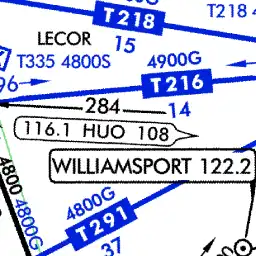 T218
T218 4
LECOR
15
T335 4800S
4900G
96
T216
284
14
116.1 HUO 108
WILLIAMSPORT 122.2
4800
4800G
4800G
T291
37